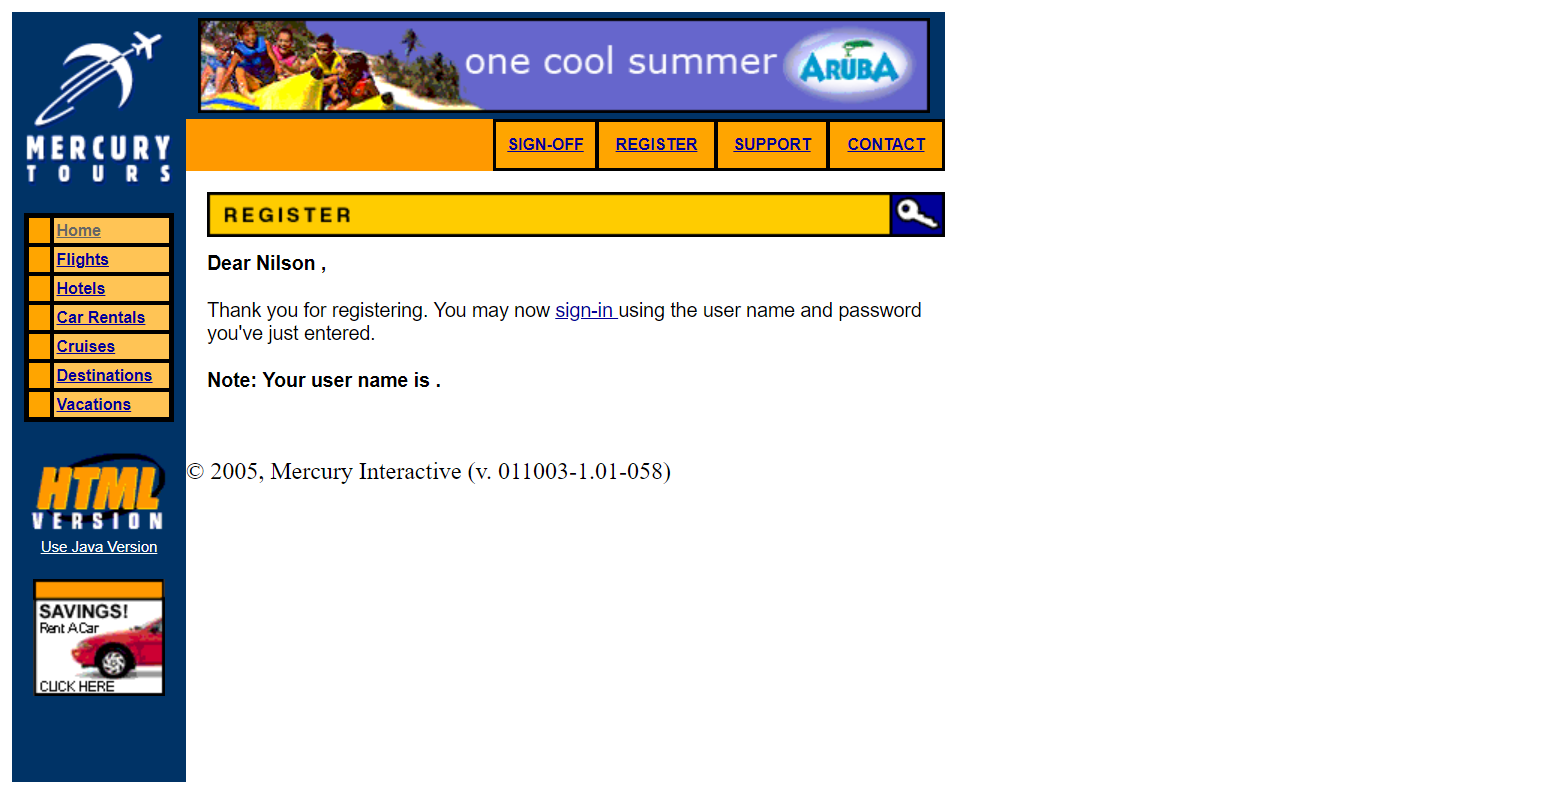 one cool summer ARUBA
MERCURY
TOURS
SIGN-OFF REGISTER SUPPORT CONTACT
REGISTER
Home
Flights
Hotels
Car Rentals
Cruises
Destinations
Vacations
Dear Nilson ,
Thank you for registering. You may now sign-in using the user name and password
you've just entered.
Note: Your user name is .
© 2005, Mercury Interactive (v. 011003-1.01-058)
HTML
VERSION
Use Java Version
SAVINGS!
Rent A Car
CLICK HERE